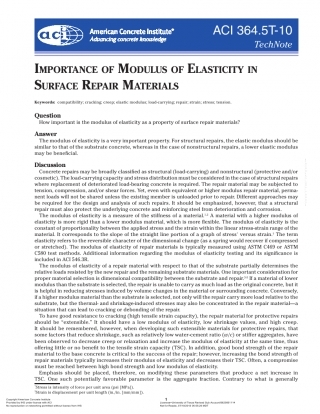 aci
American Concrete Institute®
Advancing concrete knowledge
ACI 364.5T-10
TechNote
IMPORTANCE OF MODULUS OF ELASTICITY IN
SURFACE REPAIR MATERIALS
Keywords: compatibility; cracking; creep; elastic modulus; load-carrying; repair; strain; stress; tension.
Question
How important is the modulus of elasticity as a property of surface repair materials?
Answer
The modulus of elasticity is a very important property. For structural repairs, the elastic modulus should be
similar to that of the substrate concrete, whereas in the case of nonstructural repairs, a lower elastic modulus
may be beneficial.
Discussion
Concrete repairs may be broadly classified as structural (load-carrying) and nonstructural (protective and/or
cosmetic). The load-carrying capacity and stress distribution must be considered in the case of structural repairs
where replacement of deteriorated load-bearing concrete is required. The repair material may be subjected to
tension, compression, and/or shear forces. Yet, even with equivalent or higher modulus repair material, perma-
nent loads will not be shared unless the existing member is unloaded prior to repair. Different approaches may
be required for the design and analysis of each repair. It should be emphasized, however, that a structural
repair must also protect the underlying concrete and reinforcing steel from deterioration and corrosion.
The modulus of elasticity is a measure of the stiffness of a material. A material with a higher modulus of
elasticity is more rigid than a lower modulus material, which is more flexible. The modulus of elasticity is the
constant of proportionality between the applied stress and the strain within the linear stress-strain range of the
material. It corresponds to the slope of the straight line portion of a graph of stress* versus strain.† The term
elasticity refers to the reversible character of the dimensional change (as a spring would recover if compressed
or stretched). The modulus of elasticity of repair materials is typically measured using ASTM C469 or ASTM
C580 test methods. Additional information regarding the modulus of elasticity testing and its significance is
included in ACI 546.3R.
The modulus of elasticity of a repair material with respect to that of the substrate partially determines the
relative loads resisted by the new repair and the remaining substrate materials. One important consideration for
proper material selection is dimensional compatibility between the substrate and repair. If a material of lower
modulus than the substrate is selected, the repair is unable to carry as much load as the original concrete, but it
is helpful in reducing stresses induced by volume changes in the material or surrounding concrete. Conversely,
if a higher modulus material than the substrate is selected, not only will the repair carry more load relative to the
substrate, but the thermal- and shrinkage-induced stresses may also be concentrated in the repair material—a
situation that can lead to cracking or debonding of the repair.
To have good resistance to cracking (high tensile strain capacity), the repair material for protective repairs
should be "extensible." It should have a low modulus of elasticity, low shrinkage values, and high creep.
It should be remembered, however, when developing such extensible materials for protective repairs, that
some factors that reduce shrinkage, such as relatively low water-cement ratio (w/c) or stiffer aggregates, have
been observed to decrease creep or relaxation and increase the modulus of elasticity at the same time, thus
offering little or no benefit to the tensile strain capacity (TSC). In addition, good bond strength of the repair
material to the base concrete is critical to the success of the repair; however, increasing the bond strength of
repair materials typically increases their modulus of elasticity and decreases their TSC. Often, a compromise
must be reached between high bond strength and low modulus of elasticity.
Emphasis should be placed, therefore, on modifying these parameters that produce a net increase in
TSC. One such potentially favorable parameter is the aggregate fraction. Contrary to what is generally
*Stress is intensity of force per unit area (psi [MPa]).
†Strain is displacement per unit length (in./in. [mm/mm]).
1